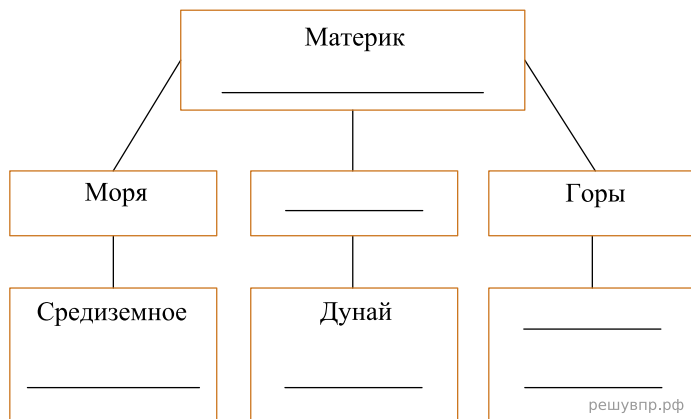 Материк
Моря
Горы
Средиземное
Дунай
решувпр.рф